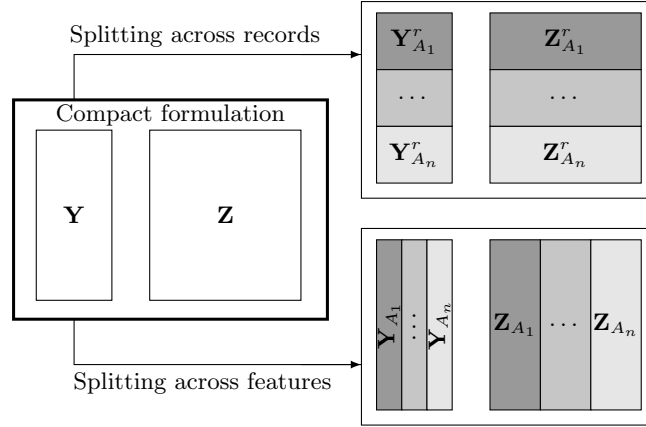 Splitting across records
Y^r_{A_1} Z^r_{A_1}
... ...
Y^r_{A_n} Z^r_{A_n}
Compact formulation
Y Z
Y_{A_1} ... Y_{A_n} Z_{A_1} ... Z_{A_n}
Splitting across features